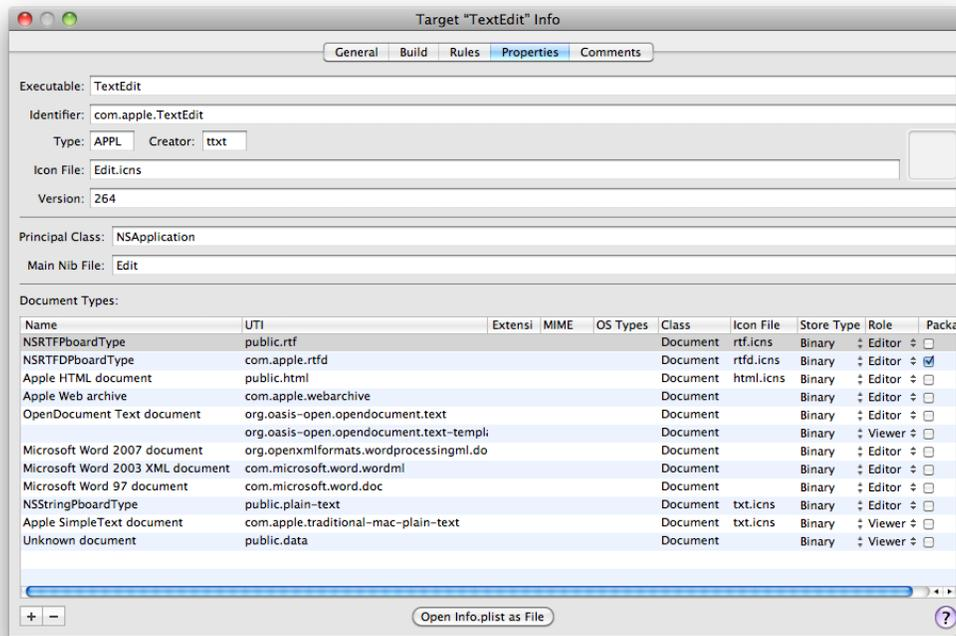 Target “TextEdit” Info
General Build Rules Properties Comments
Executable: TextEdit
Identifier: com.apple.TextEdit
Type: APPL Creator: ttxt
Icon File: Edit.icns
Version: 264
Principal Class: NSApplication
Main Nib File: Edit
Document Types:
Name UTI Extensi MIME OS Types Class Icon File Store Type Role Packa
NSRTFPboardType public.rtf Document rtf.icns Binary Editor
NSRTFDPboardType com.apple.rtfd Document rtfd.icns Binary Editor
Apple HTML document public.html Document html.icns Binary Editor
Apple Web archive com.apple.webarchive Document Binary Editor
OpenDocument Text document org.oasis-open.opendocument.text Document Binary Editor
org.oasis-open.opendocument.text-templa Document Binary Viewer
Microsoft Word 2007 document org.openxmlformats.wordprocessingml.do Document Binary Editor
Microsoft Word 2003 XML document com.microsoft.word.wordml Document Binary Editor
Microsoft Word 97 document com.microsoft.word.doc Document Binary Editor
NSStringPboardType public.plain-text Document txt.icns Binary Editor
Apple SimpleText document com.apple.traditional-mac-plain-text Document txt.icns Binary Viewer
Unknown document public.data Document Binary Viewer
+ − Open Info.plist as File ?